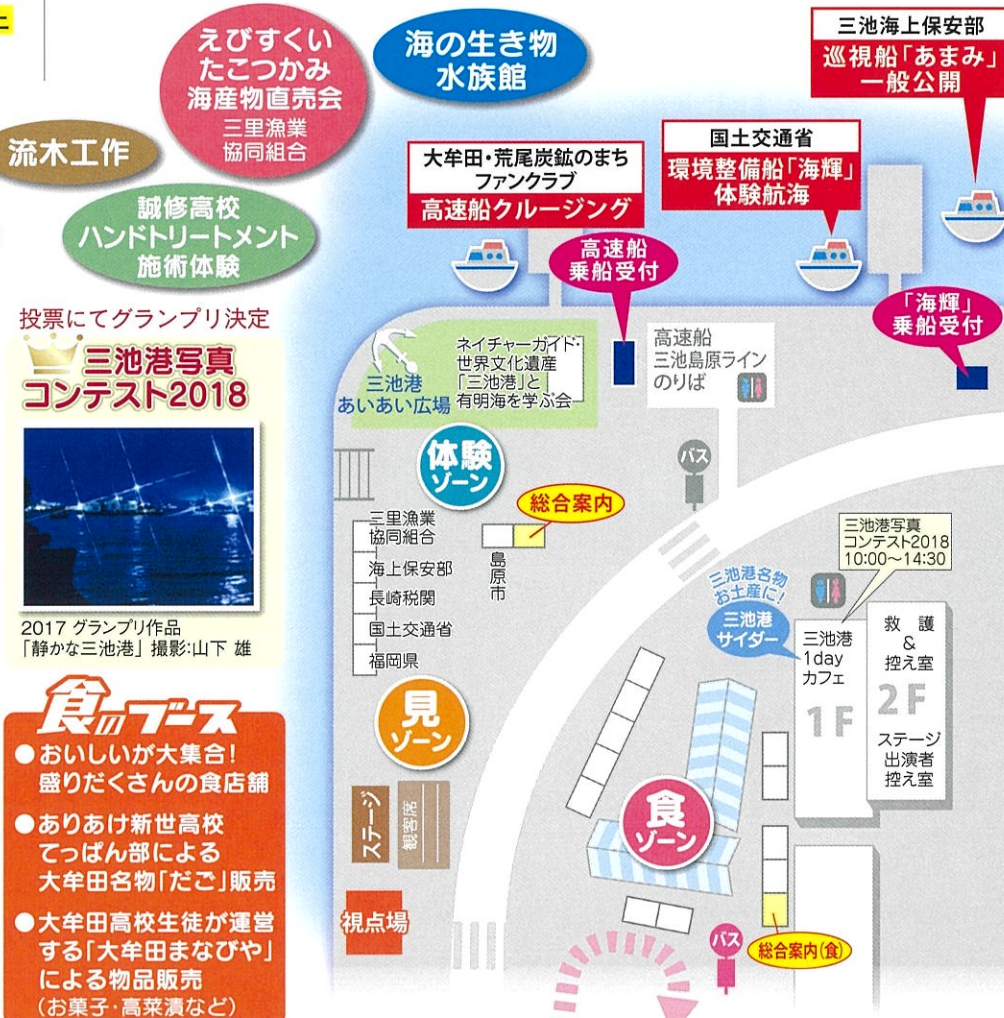 えびすくい
たこつかみ
海産物直売会
三里漁業
協同組合
海の生き物
水族館
三池海上保安部
巡視船「あまみ」
一般公開
流木工作
誠修高校
ハンドトリートメント
施術体験
大牟田・荒尾炭鉱のまち
ファンクラブ
高速船クルージング
国土交通省
環境整備船「海輝」
体験航海
高速船
乗船受付
「海輝」
乗船受付
投票にてグランプリ決定
三池港写真
コンテスト2018
2017 グランプリ作品
「静かな三池港」 撮影:山下 雄
三池港
あいあい広場
ネイチャーガイド・
世界文化遺産
「三池港」と
有明海を学ぶ会
高速船
三池島原ライン
のりば
体験
ゾーン
バス
総合案内
島原市
三里漁業
協同組合
海上保安部
長崎税関
国土交通省
福岡県
三池港写真
コンテスト2018
10:00~14:30
三池港名物
お土産に!
三池港
サイダー
三池港
1day
カフェ
1F
救護
&
控え室
2F
ステージ
出演者
控え室
見
ゾーン
ステージ
観客席
視点場
食
ゾーン
バス
総合案内(食)
食のブース
●おいしいが大集合!
盛りだくさんの食店舗
●ありあけ新世高校
てっぱん部による
大牟田名物「だご」販売
●大牟田高校生徒が運営
する「大牟田まなびや」
による物品販売
(お菓子・高菜漬など)